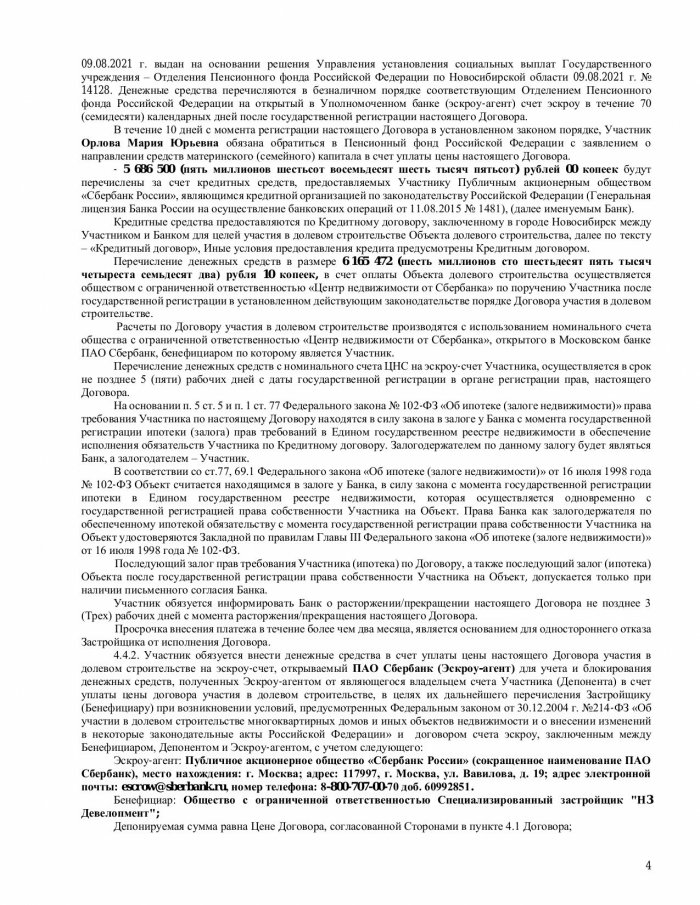 09.08.2021 г. выдан на основании решения Управления установления социальных выплат Государственного
учреждения – Отделения Пенсионного фонда Российской Федерации по Новосибирской области 09.08.2021 г. №
14128. Денежные средства перечисляются в безналичном порядке соответствующим Отделением Пенсионного
фонда Российской Федерации на открытый в Уполномоченном банке (эскроу-агент) счет эскроу в течение 70
(семидесяти) календарных дней после государственной регистрации настоящего Договора.
В течение 10 дней с момента регистрации настоящего Договора в установленном законом порядке, Участник
Орлова Мария Юрьевна обязана обратиться в Пенсионный фонд Российской Федерации с заявлением о
направлении средств материнского (семейного) капитала в счет уплаты цены настоящего Договора.
- 5 686 500 (пять миллионов шестьсот восемьдесят шесть тысяч пятьсот) рублей 00 копеек будут
перечислены за счет кредитных средств, предоставляемых Участнику Публичным акционерным обществом
«Сбербанк России», являющимся кредитной организацией по законодательству Российской Федерации (Генеральная
лицензия Банка России на осуществление банковских операций от 11.08.2015 № 1481), (далее именуемым Банк).
Кредитные средства предоставляются по Кредитному договору, заключенному в городе Новосибирск между
Участником и Банком для целей участия в долевом строительстве Объекта долевого строительства, далее по тексту
– «Кредитный договор», Иные условия предоставления кредита предусмотрены Кредитным договором.
Перечисление денежных средств в размере 6 165 472 (шесть миллионов сто шестьдесят пять тысяч
четыреста семьдесят два) рубля 10 копеек, в счет оплаты Объекта долевого строительства осуществляется
обществом с ограниченной ответственностью «Центр недвижимости от Сбербанка» по поручению Участника после
государственной регистрации в установленном действующим законодательстве порядке Договора участия в долевом
строительстве.
Расчеты по Договору участия в долевом строительстве производятся с использованием номинального счета
общества с ограниченной ответственностью «Центр недвижимости от Сбербанка», открытого в Московском банке
ПАО Сбербанк, бенефициаром по которому является Участник.
Перечисление денежных средств с номинального счета ЦНС на эскроу-счет Участника, осуществляется в срок
не позднее 5 (пяти) рабочих дней с даты государственной регистрации в органе регистрации прав, настоящего
Договора.
На основании п. 5 ст. 5 и п. 1 ст. 77 Федерального закона № 102-ФЗ «Об ипотеке (залоге недвижимости)» права
требования Участника по настоящему Договору находятся в силу закона в залоге у Банка с момента государственной
регистрации ипотеки (залога) прав требований в Едином государственном реестре недвижимости в обеспечение
исполнения обязательств Участника по Кредитному договору. Залогодержателем по данному залогу будет являться
Банк, а залогодателем – Участник.
В соответствии со ст.77, 69.1 Федерального закона «Об ипотеке (залоге недвижимости)» от 16 июля 1998 года
№ 102-ФЗ Объект считается находящимся в залоге у Банка, в силу закона с момента государственной регистрации
ипотеки в Едином государственном реестре недвижимости, которая осуществляется одновременно с
государственной регистрацией права собственности Участника на Объект. Права Банка как залогодержателя по
обеспеченному ипотекой обязательству с момента государственной регистрации права собственности Участника на
Объект удостоверяются Закладной по правилам Главы III Федерального закона «Об ипотеке (залоге недвижимости)»
от 16 июля 1998 года № 102-ФЗ.
Последующий залог прав требования Участника (ипотека) по Договору, а также последующий залог (ипотека)
Объекта после государственной регистрации права собственности Участника на Объект, допускается только при
наличии письменного согласия Банка.
Участник обязуется информировать Банк о расторжении/прекращении настоящего Договора не позднее 3
(Трех) рабочих дней с момента расторжения/прекращения настоящего Договора.
Просрочка внесения платежа в течение более чем два месяца, является основанием для одностороннего отказа
Застройщика от исполнения Договора.
4.4.2. Участник обязуется внести денежные средства в счет уплаты цены настоящего Договора участия в
долевом строительстве на эскроу-счет, открываемый ПАО Сбербанк (Эскроу-агент) для учета и блокирования
денежных средств, полученных Эскроу-агентом от являющегося владельцем счета Участника (Депонента) в счет
уплаты цены договора участия в долевом строительстве, в целях их дальнейшего перечисления Застройщику
(Бенефициару) при возникновении условий, предусмотренных Федеральным законом от 30.12.2004 г. №214-ФЗ «Об
участии в долевом строительстве многоквартирных домов и иных объектов недвижимости и о внесении изменений
в некоторые законодательные акты Российской Федерации» и договором счета эскроу, заключенным между
Бенефициаром, Депонентом и Эскроу-агентом, с учетом следующего:
Эскроу-агент: Публичное акционерное общество «Сбербанк России» (сокращенное наименование ПАО
Сбербанк), место нахождения: г. Москва; адрес: 117997, г. Москва, ул. Вавилова, д. 19; адрес электронной
почты: escrow@sberbank.ru, номер телефона: 8-800-707-00-70 доб. 60992851.
Бенефициар: Общество с ограниченной ответственностью Специализированный застройщик "НЗ
Девелопмент";
Депонируемая сумма равна Цене Договора, согласованной Сторонами в пункте 4.1 Договора;
4